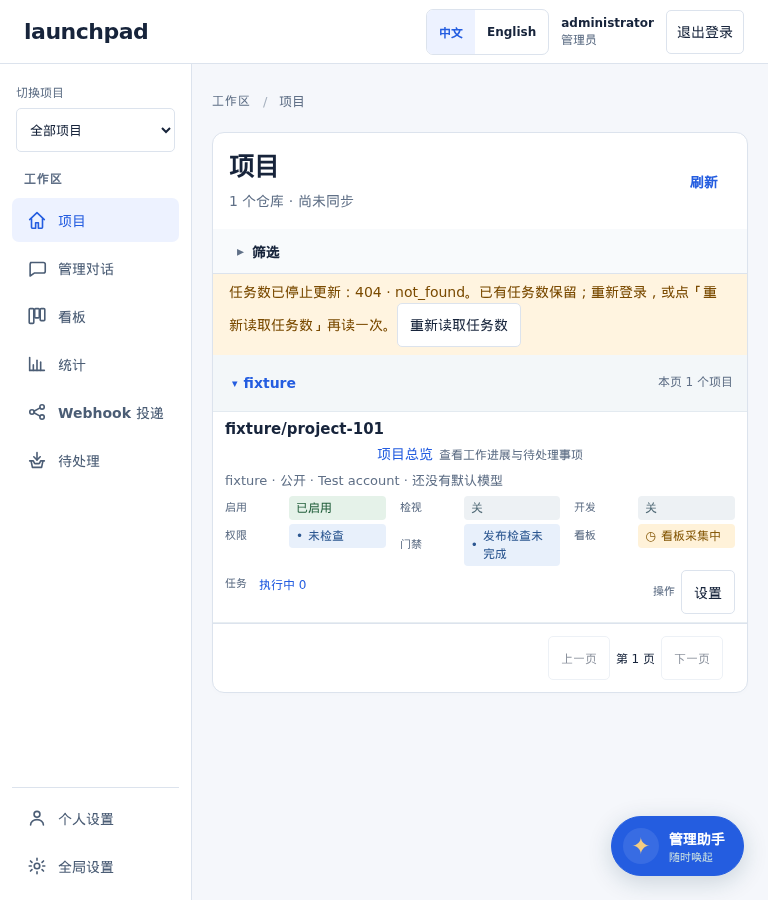 launchpad
中文
English
administrator
管理员
退出登录
切换项目
全部项目
工作区
项目
管理对话
看板
统计
Webhook 投递
待处理
个人设置
全局设置
工作区 / 项目
项目
1 个仓库 · 尚未同步
刷新
▸ 筛选
任务数已停止更新：404 · not_found。已有任务数保留；重新登录，或点「重
新读取任务数」再读一次。 重新读取任务数
▾ fixture
本页 1 个项目
fixture/project-101
项目总览 查看工作进展与待处理事项
fixture · 公开 · Test account · 还没有默认模型
启用 已启用 检视 关 开发 关
权限 • 未检查 门禁 • 发布检查未
完成
看板 ◷ 看板采集中
任务 执行中 0
操作 设置
上一页 第 1 页 下一页
管理助手
随时唤起